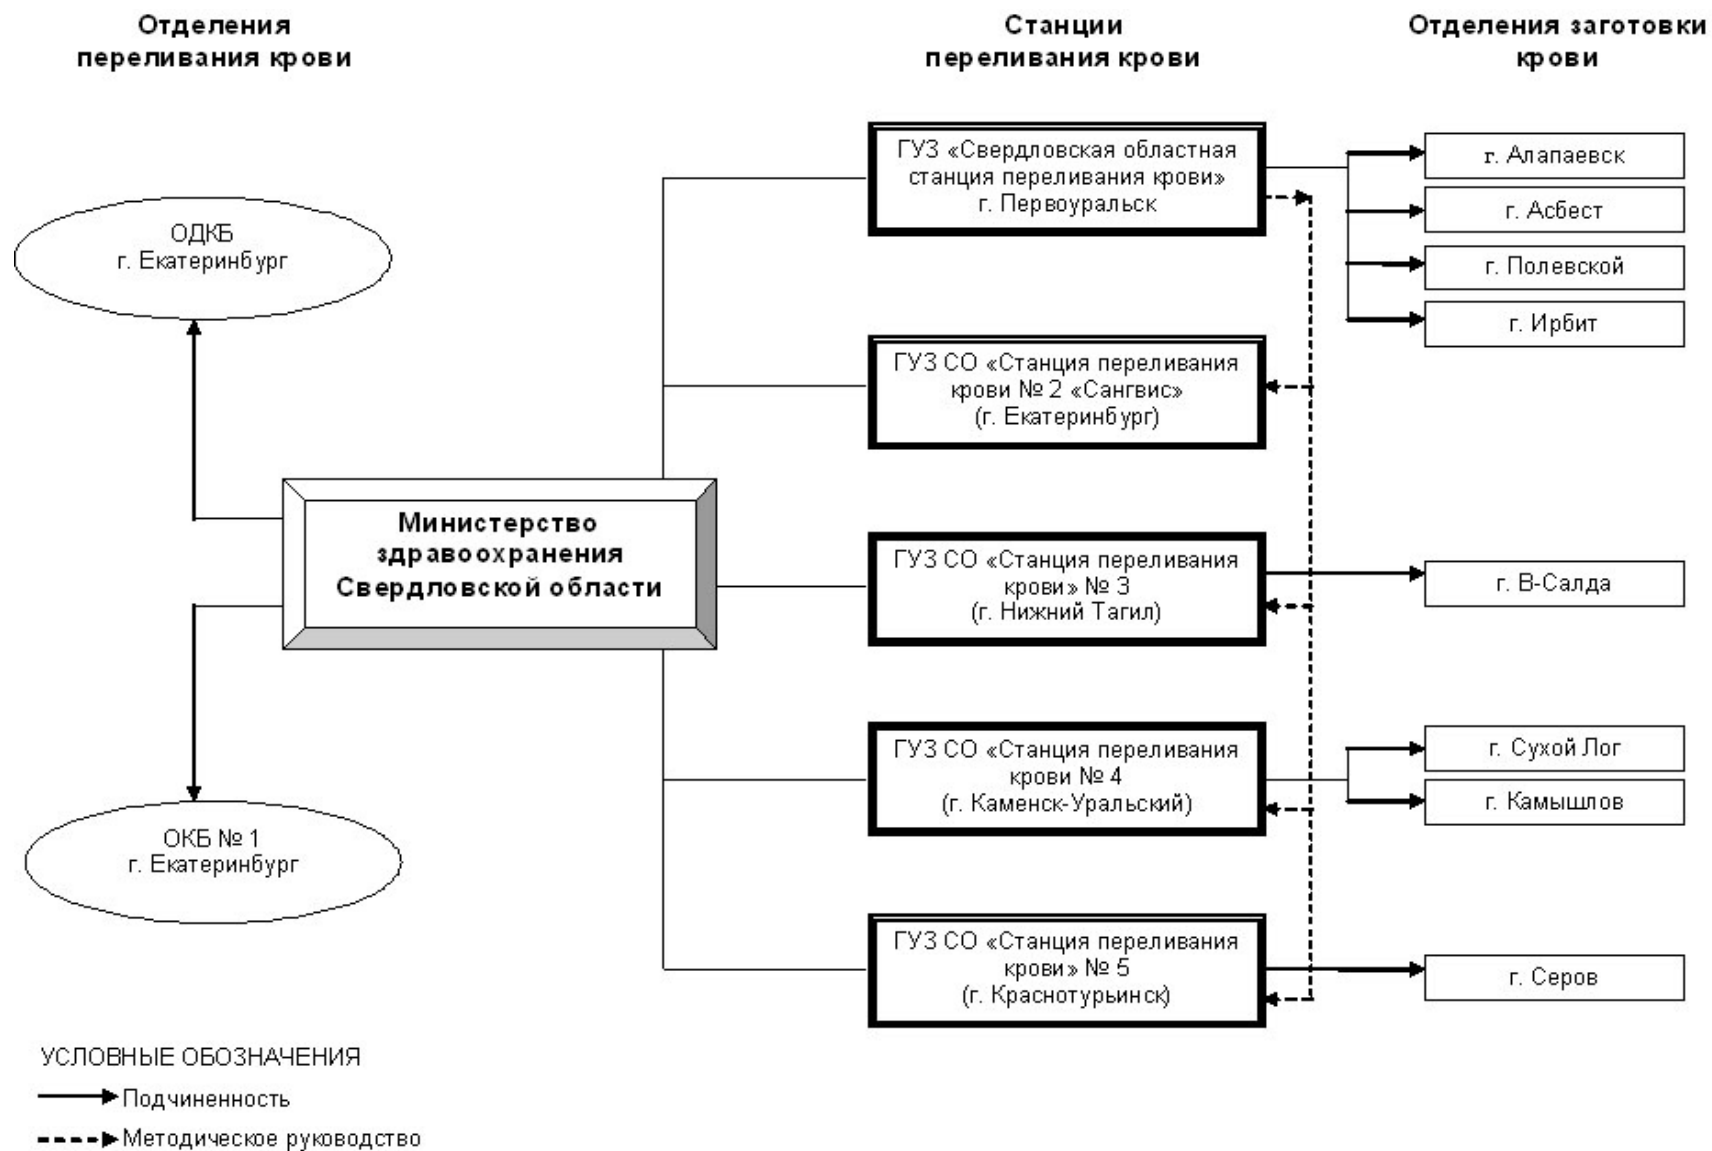 Отделения
переливания крови
Станции
переливания крови
Отделения заготовки
крови
ОДКБ
г. Екатеринбург
Министерство
здравоохранения
Свердловской области
ОКБ № 1
г. Екатеринбург
ГУЗ «Свердловская областная
станция переливания крови»
г. Первоуральск
ГУЗ СО «Станция переливания
крови № 2 «Сангвис»
(г. Екатеринбург)
ГУЗ СО «Станция переливания
крови» № 3
(г. Нижний Тагил)
ГУЗ СО «Станция переливания
крови № 4
(г. Каменск-Уральский)
ГУЗ СО «Станция переливания
крови» № 5
(г. Краснотурьинск)
г. Алапаевск
г. Асбест
г. Полевской
г. Ирбит
г. В-Салда
г. Сухой Лог
г. Камышлов
г. Серов
УСЛОВНЫЕ ОБОЗНАЧЕНИЯ
Подчиненность
Методическое руководство